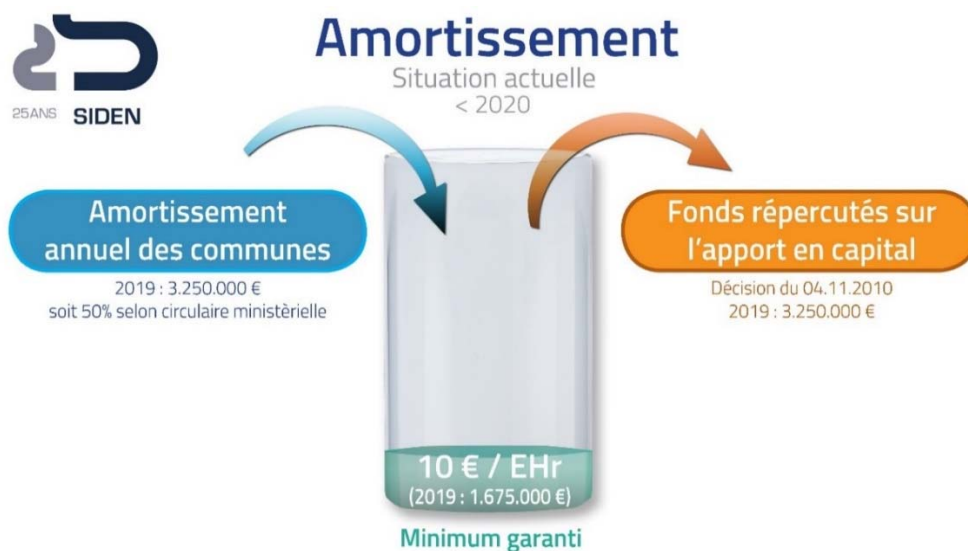 25ANS SIDEN
Amortissement
Situation actuelle
< 2020
Amortissement
annuel des communes
2019 : 3.250.000 €
soit 50% selon circulaire ministèrielle
Fonds répercutés sur
l'apport en capital
Décision du 04.11.2010
2019 : 3.250.000 €
10 € / EHr
(2019 : 1.675.000 €)
Minimum garanti